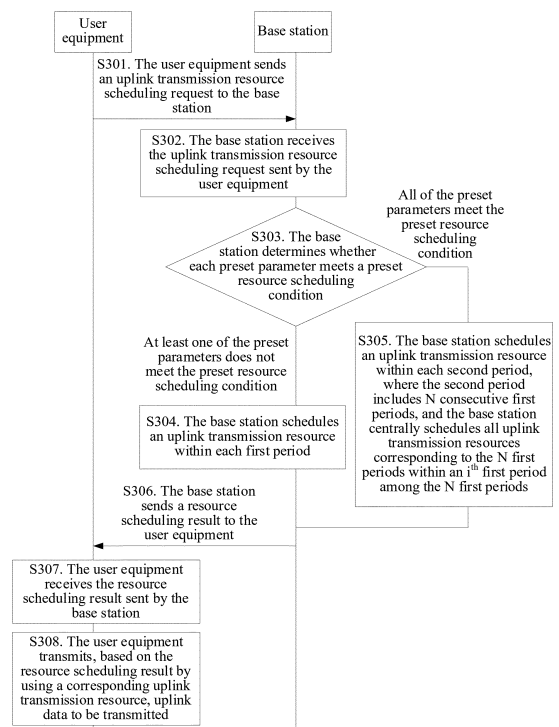 User
equipment
Base station
S301. The user equipment sends
an uplink transmission resource
scheduling request to the base
station
S302. The base station receives
the uplink transmission resource
scheduling request sent by the
user equipment
All of the preset
parameters meet the
preset resource
scheduling
condition
S303. The base
station determines whether
each preset parameter meets a preset
resource scheduling
condition
At least one of the preset
parameters does not
meet the preset resource
scheduling condition
S305. The base station schedules
an uplink transmission resource
within each second period,
where the second period
includes N consecutive first
periods, and the base station
centrally schedules all uplink
transmission resources
corresponding to the N first
periods within an ith first period
among the N first periods
S304. The base station schedules
an uplink transmission resource
within each first period
S306. The base station
sends a resource
scheduling result to the
user equipment
S307. The user equipment
receives the resource
scheduling result sent by the
base station
S308. The user equipment
transmits, based on the
resource scheduling result by
using a corresponding uplink
transmission resource, uplink
data to be transmitted